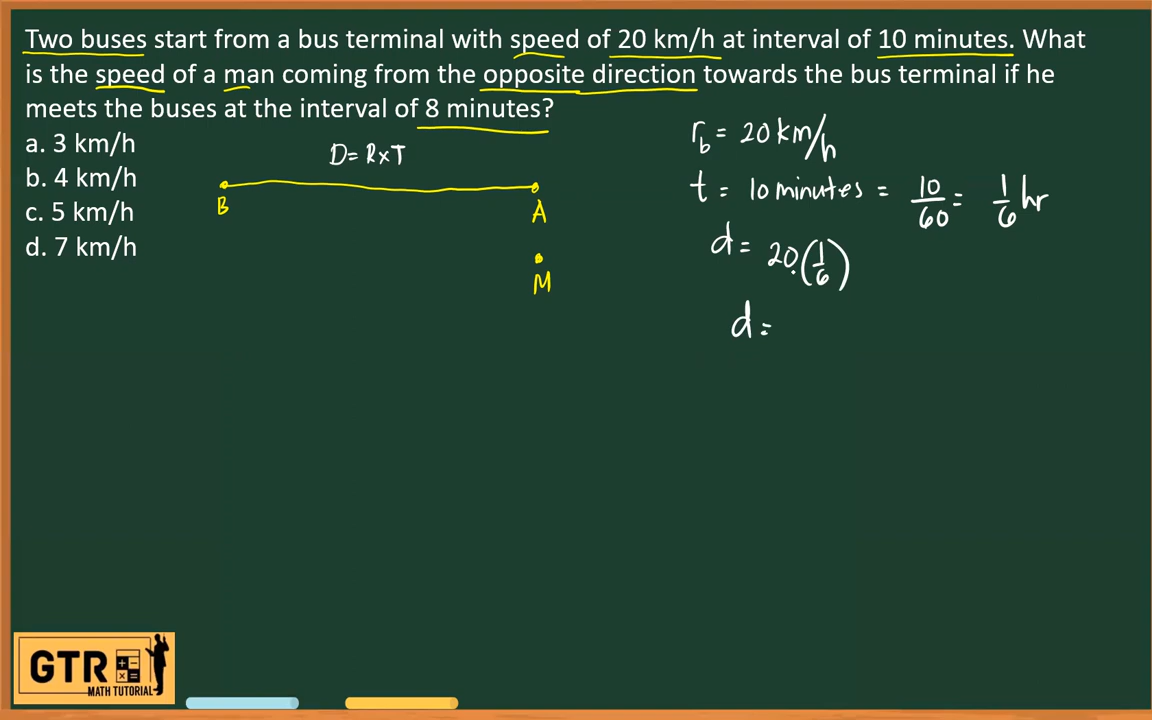 Two buses start from a bus terminal with speed of 20 km/h at interval of 10 minutes. What
is the speed of a man coming from the opposite direction towards the bus terminal if he
meets the buses at the interval of 8 minutes?
a. 3 km/h
b. 4 km/h
c. 5 km/h
d. 7 km/h
D = R x T
B A
M
r_b = 20 km/h
t = 10 minutes = 10/60 = 1/6 hr
d = 20(1/6)
d =
GTR
MATH TUTORIAL